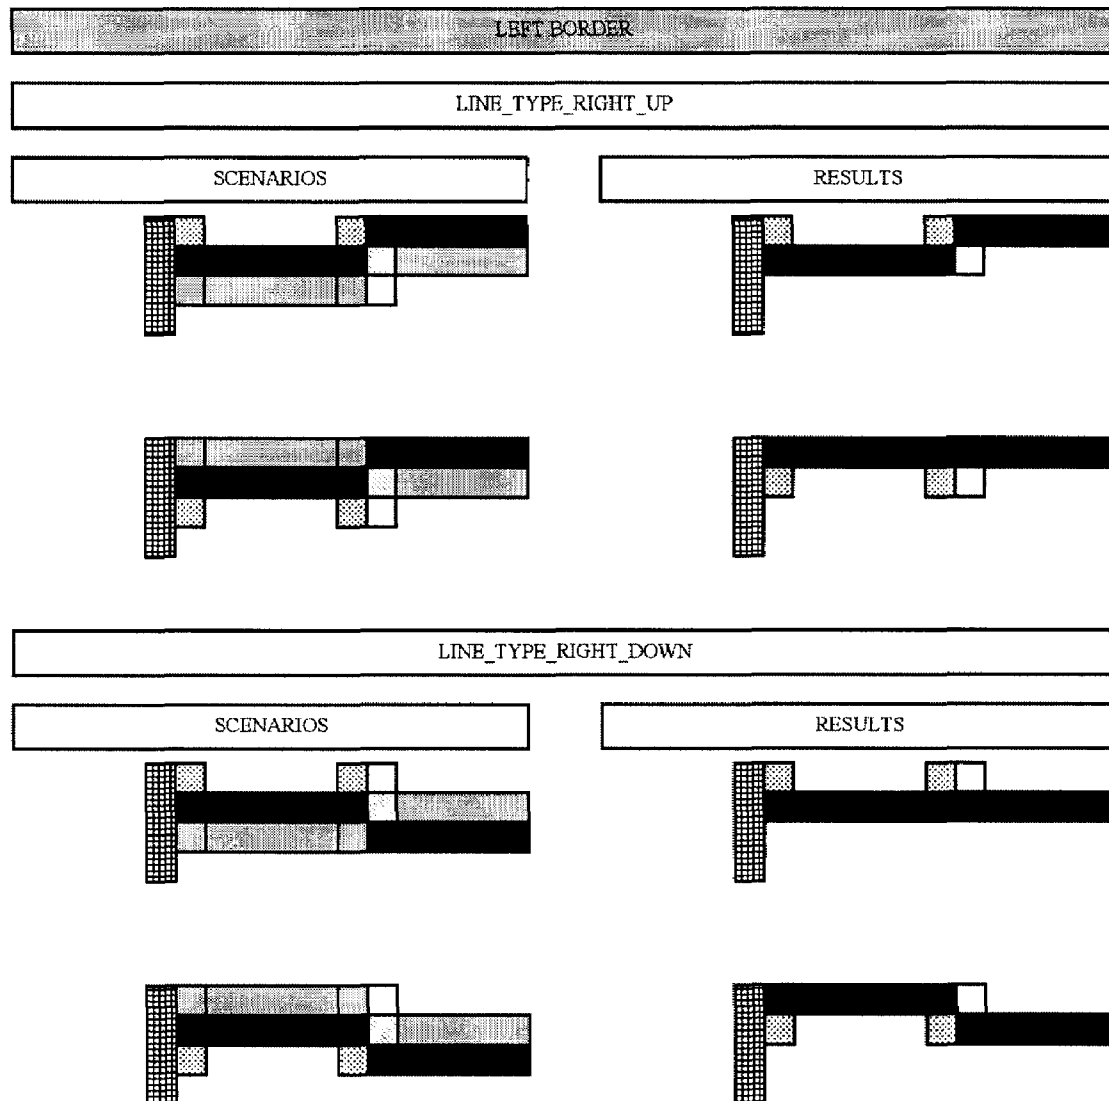 LEFT BORDER
LINE_TYPE_RIGHT_UP
SCENARIOS
RESULTS
LINE_TYPE_RIGHT_DOWN
SCENARIOS
RESULTS